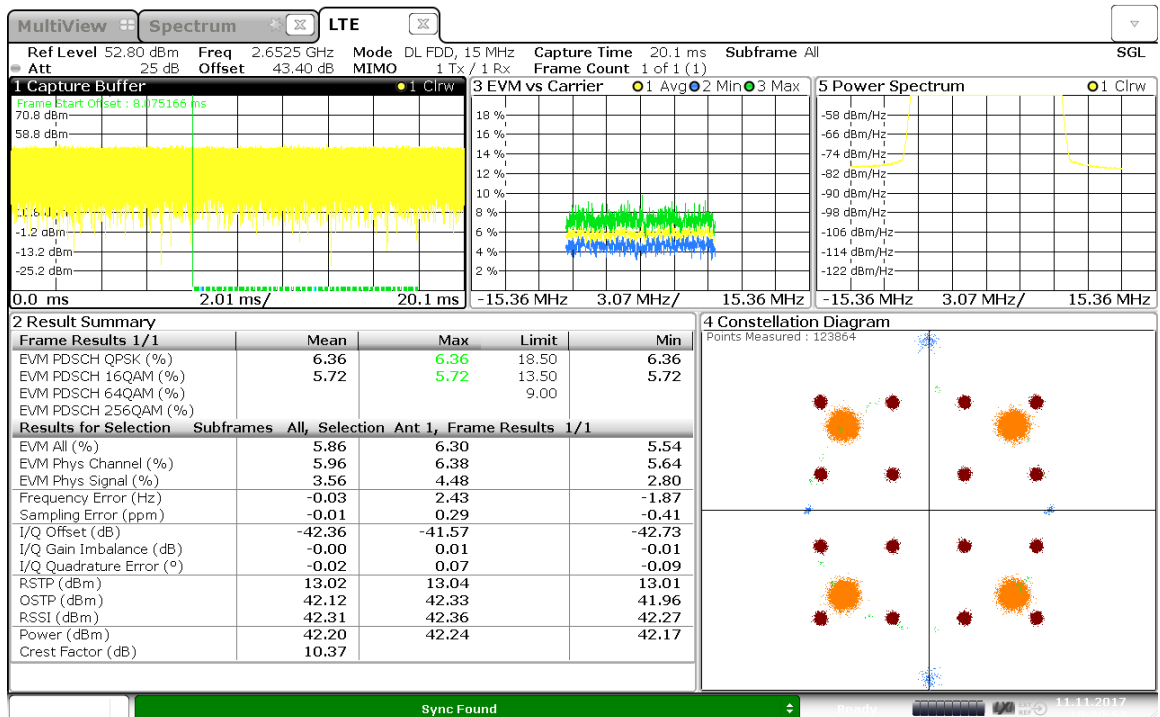 MultiView Spectrum LTE
Ref Level 52.80 dBm Freq 2.6525 GHz Mode DL FDD, 15 MHz Capture Time 20.1 ms Subframe All SGL
Att 25 dB Offset 43.40 dB MIMO 1 Tx / 1 Rx Frame Count 1 of 1 (1)
1 Capture Buffer 1 Clrw
Frame Start Offset : 8.075166 ms
70.8 dBm
58.8 dBm
-1.2 dBm
-13.2 dBm
-25.2 dBm
0.0 ms 2.01 ms/ 20.1 ms
3 EVM vs Carrier 1 Avg 2 Min 3 Max
18 %
16 %
14 %
12 %
10 %
8 %
6 %
4 %
2 %
-15.36 MHz 3.07 MHz/ 15.36 MHz
5 Power Spectrum 1 Clrw
-58 dBm/Hz
-66 dBm/Hz
-74 dBm/Hz
-82 dBm/Hz
-90 dBm/Hz
-98 dBm/Hz
-106 dBm/Hz
-114 dBm/Hz
-122 dBm/Hz
-15.36 MHz 3.07 MHz/ 15.36 MHz
2 Result Summary
Frame Results 1/1 Mean Max Limit Min
EVM PDSCH QPSK (%) 6.36 6.36 18.50 6.36
EVM PDSCH 16QAM (%) 5.72 5.72 13.50 5.72
EVM PDSCH 64QAM (%) 9.00
EVM PDSCH 256QAM (%)
Results for Selection Subframes All, Selection Ant 1, Frame Results 1/1
EVM All (%) 5.86 6.30 5.54
EVM Phys Channel (%) 5.96 6.38 5.64
EVM Phys Signal (%) 3.56 4.48 2.80
Frequency Error (Hz) -0.03 2.43 -1.87
Sampling Error (ppm) -0.01 0.29 -0.41
I/Q Offset (dB) -42.36 -41.57 -42.73
I/Q Gain Imbalance (dB) -0.00 0.01 -0.01
I/Q Quadrature Error (º) -0.02 0.07 -0.09
RSTP (dBm) 13.02 13.04 13.01
OSTP (dBm) 42.12 42.33 41.96
RSSI (dBm) 42.31 42.36 42.27
Power (dBm) 42.20 42.24 42.17
Crest Factor (dB) 10.37
4 Constellation Diagram
Points Measured : 123864
Sync Found
Ready
11.11.2017